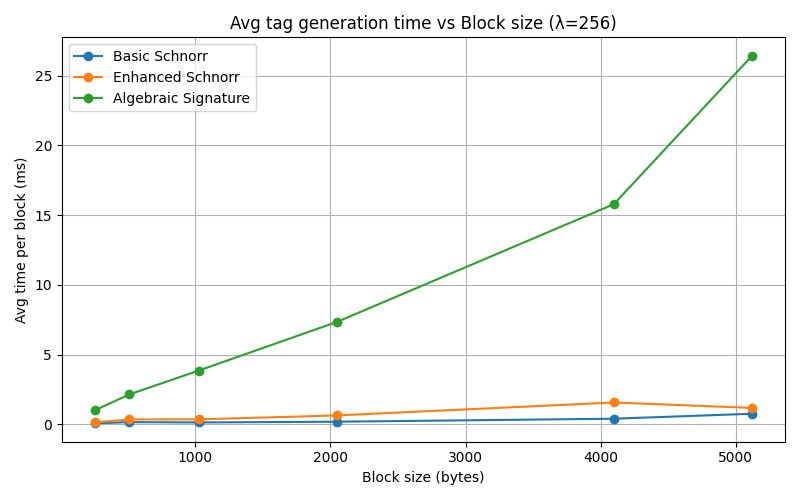 Avg tag generation time vs Block size (λ=256)
Basic Schnorr
Enhanced Schnorr
Algebraic Signature
Avg time per block (ms)
25
20
15
10
5
0
1000 2000 3000 4000 5000
Block size (bytes)